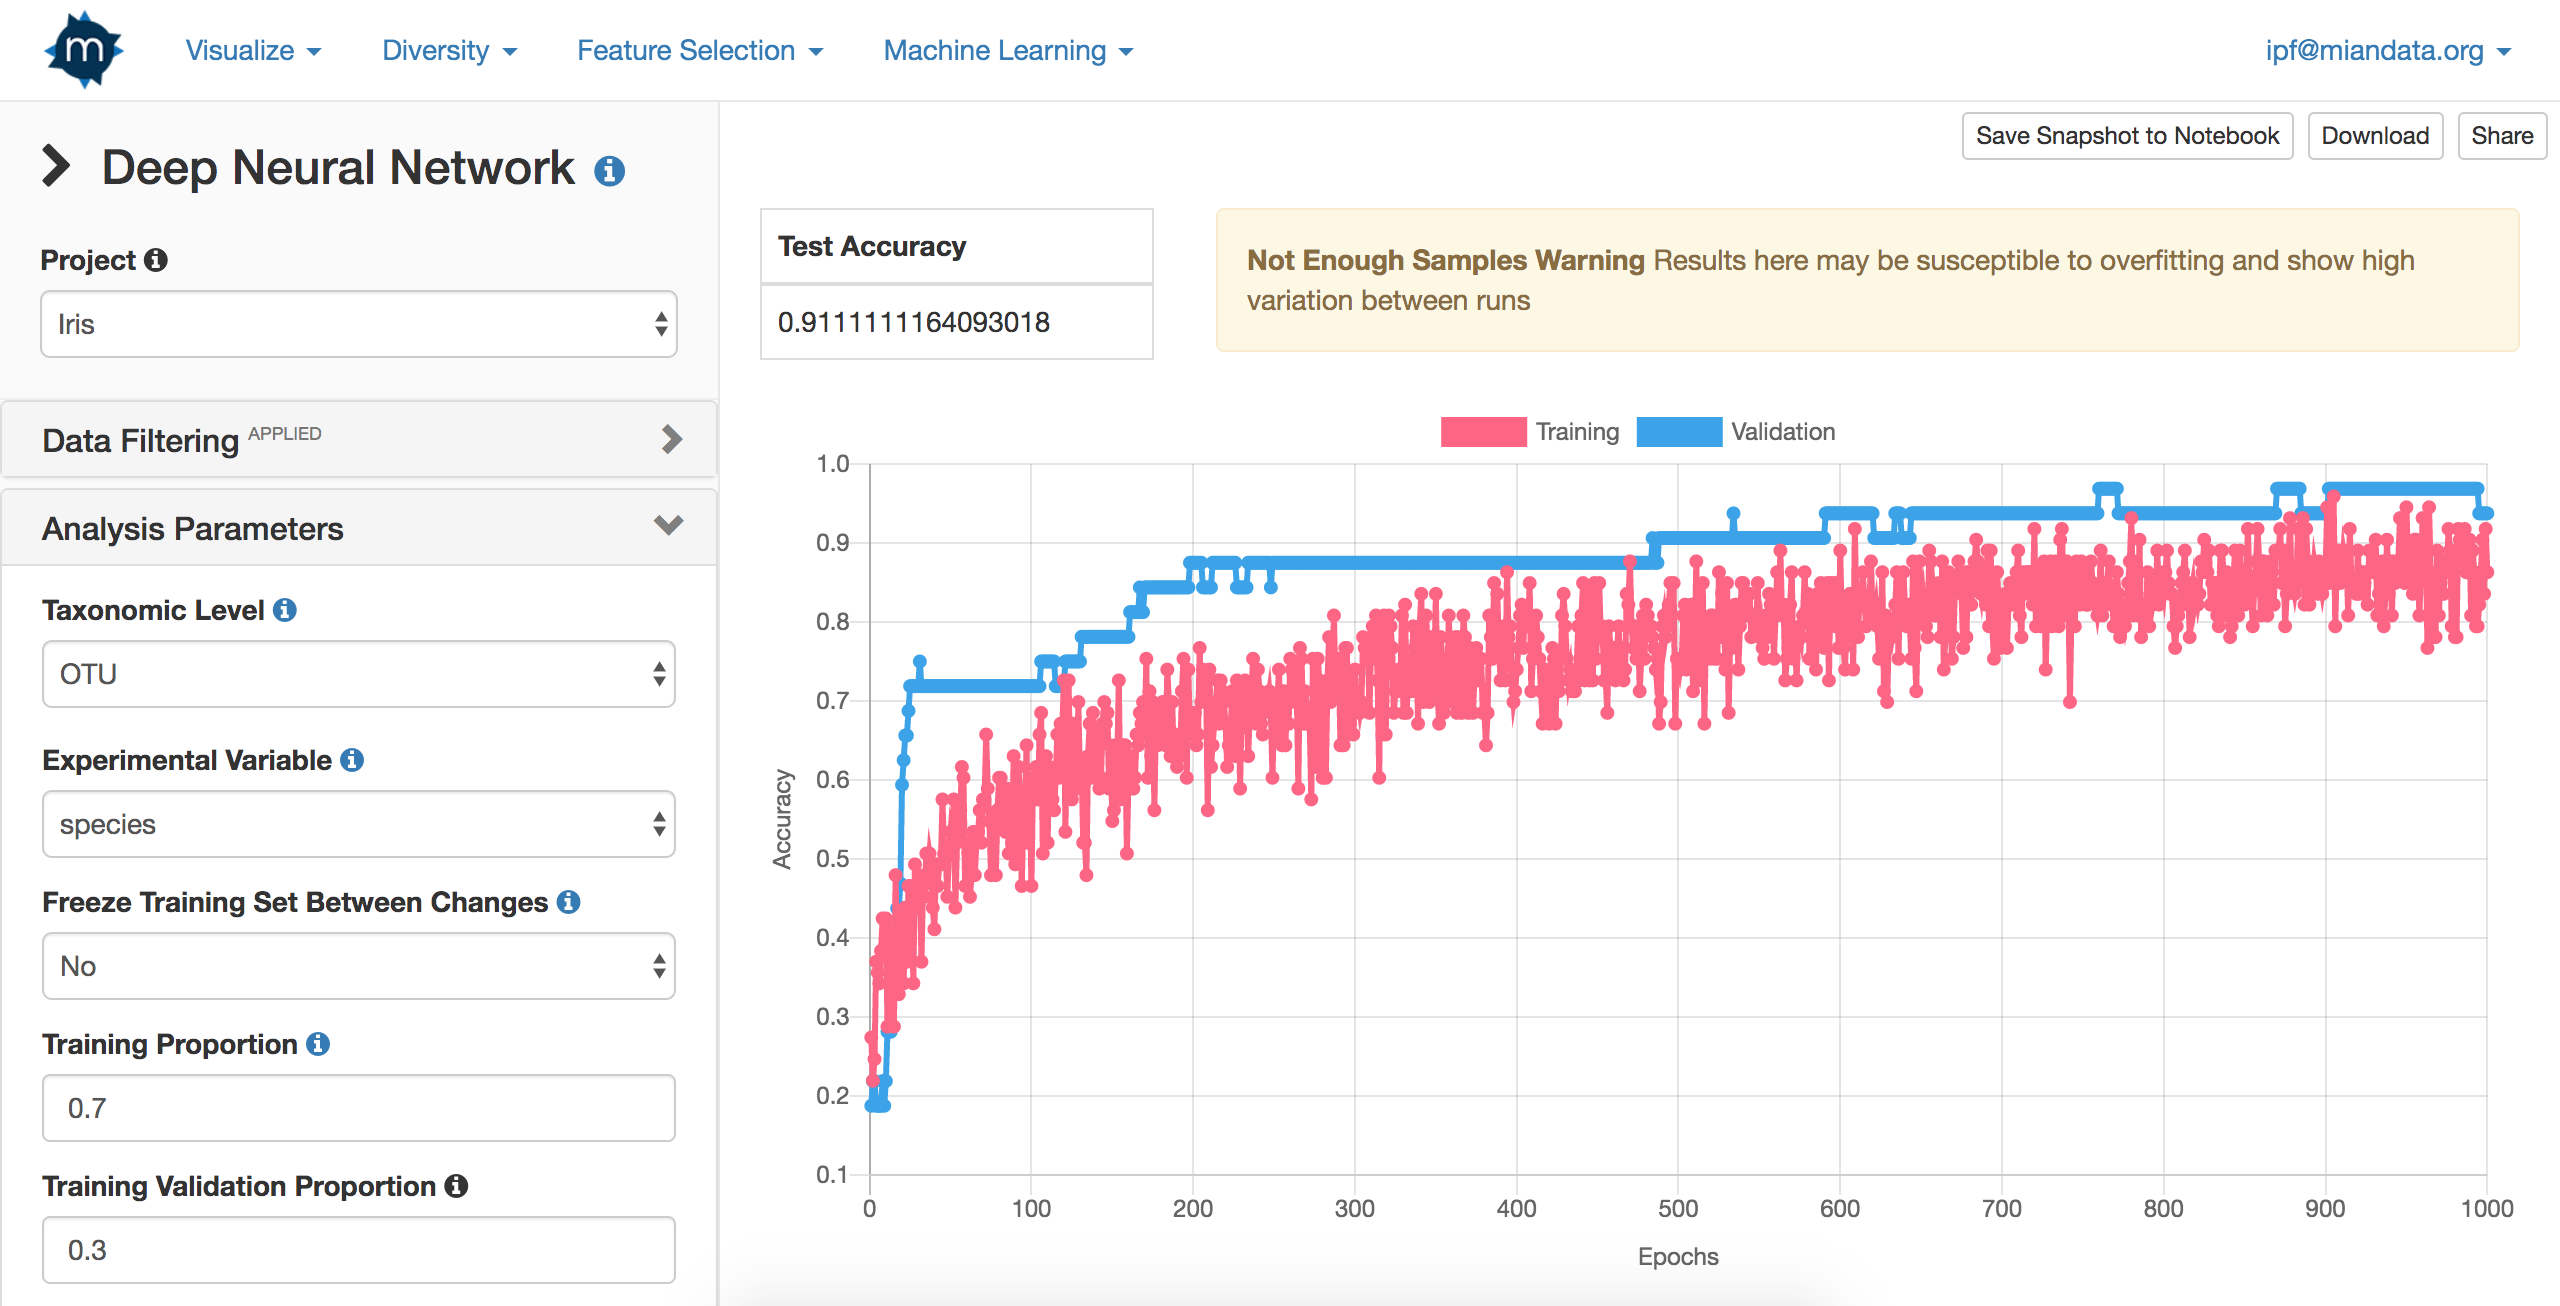 m
Visualize
Diversity
Feature Selection
Machine Learning
ipf@miandata.org
Save Snapshot to Notebook
Download
Share
Deep Neural Network
Project
Iris
Data Filtering APPLIED
Analysis Parameters
Taxonomic Level
OTU
Experimental Variable
species
Freeze Training Set Between Changes
No
Training Proportion
0.7
Training Validation Proportion
0.3
Test Accuracy
0.9111111164093018
Not Enough Samples Warning Results here may be susceptible to overfitting and show high
variation between runs
Training
Validation
1.0
0.9
0.8
0.7
0.6
0.5
0.4
0.3
0.2
0.1
Accuracy
0 100 200 300 400 500 600 700 800 900 1000
Epochs